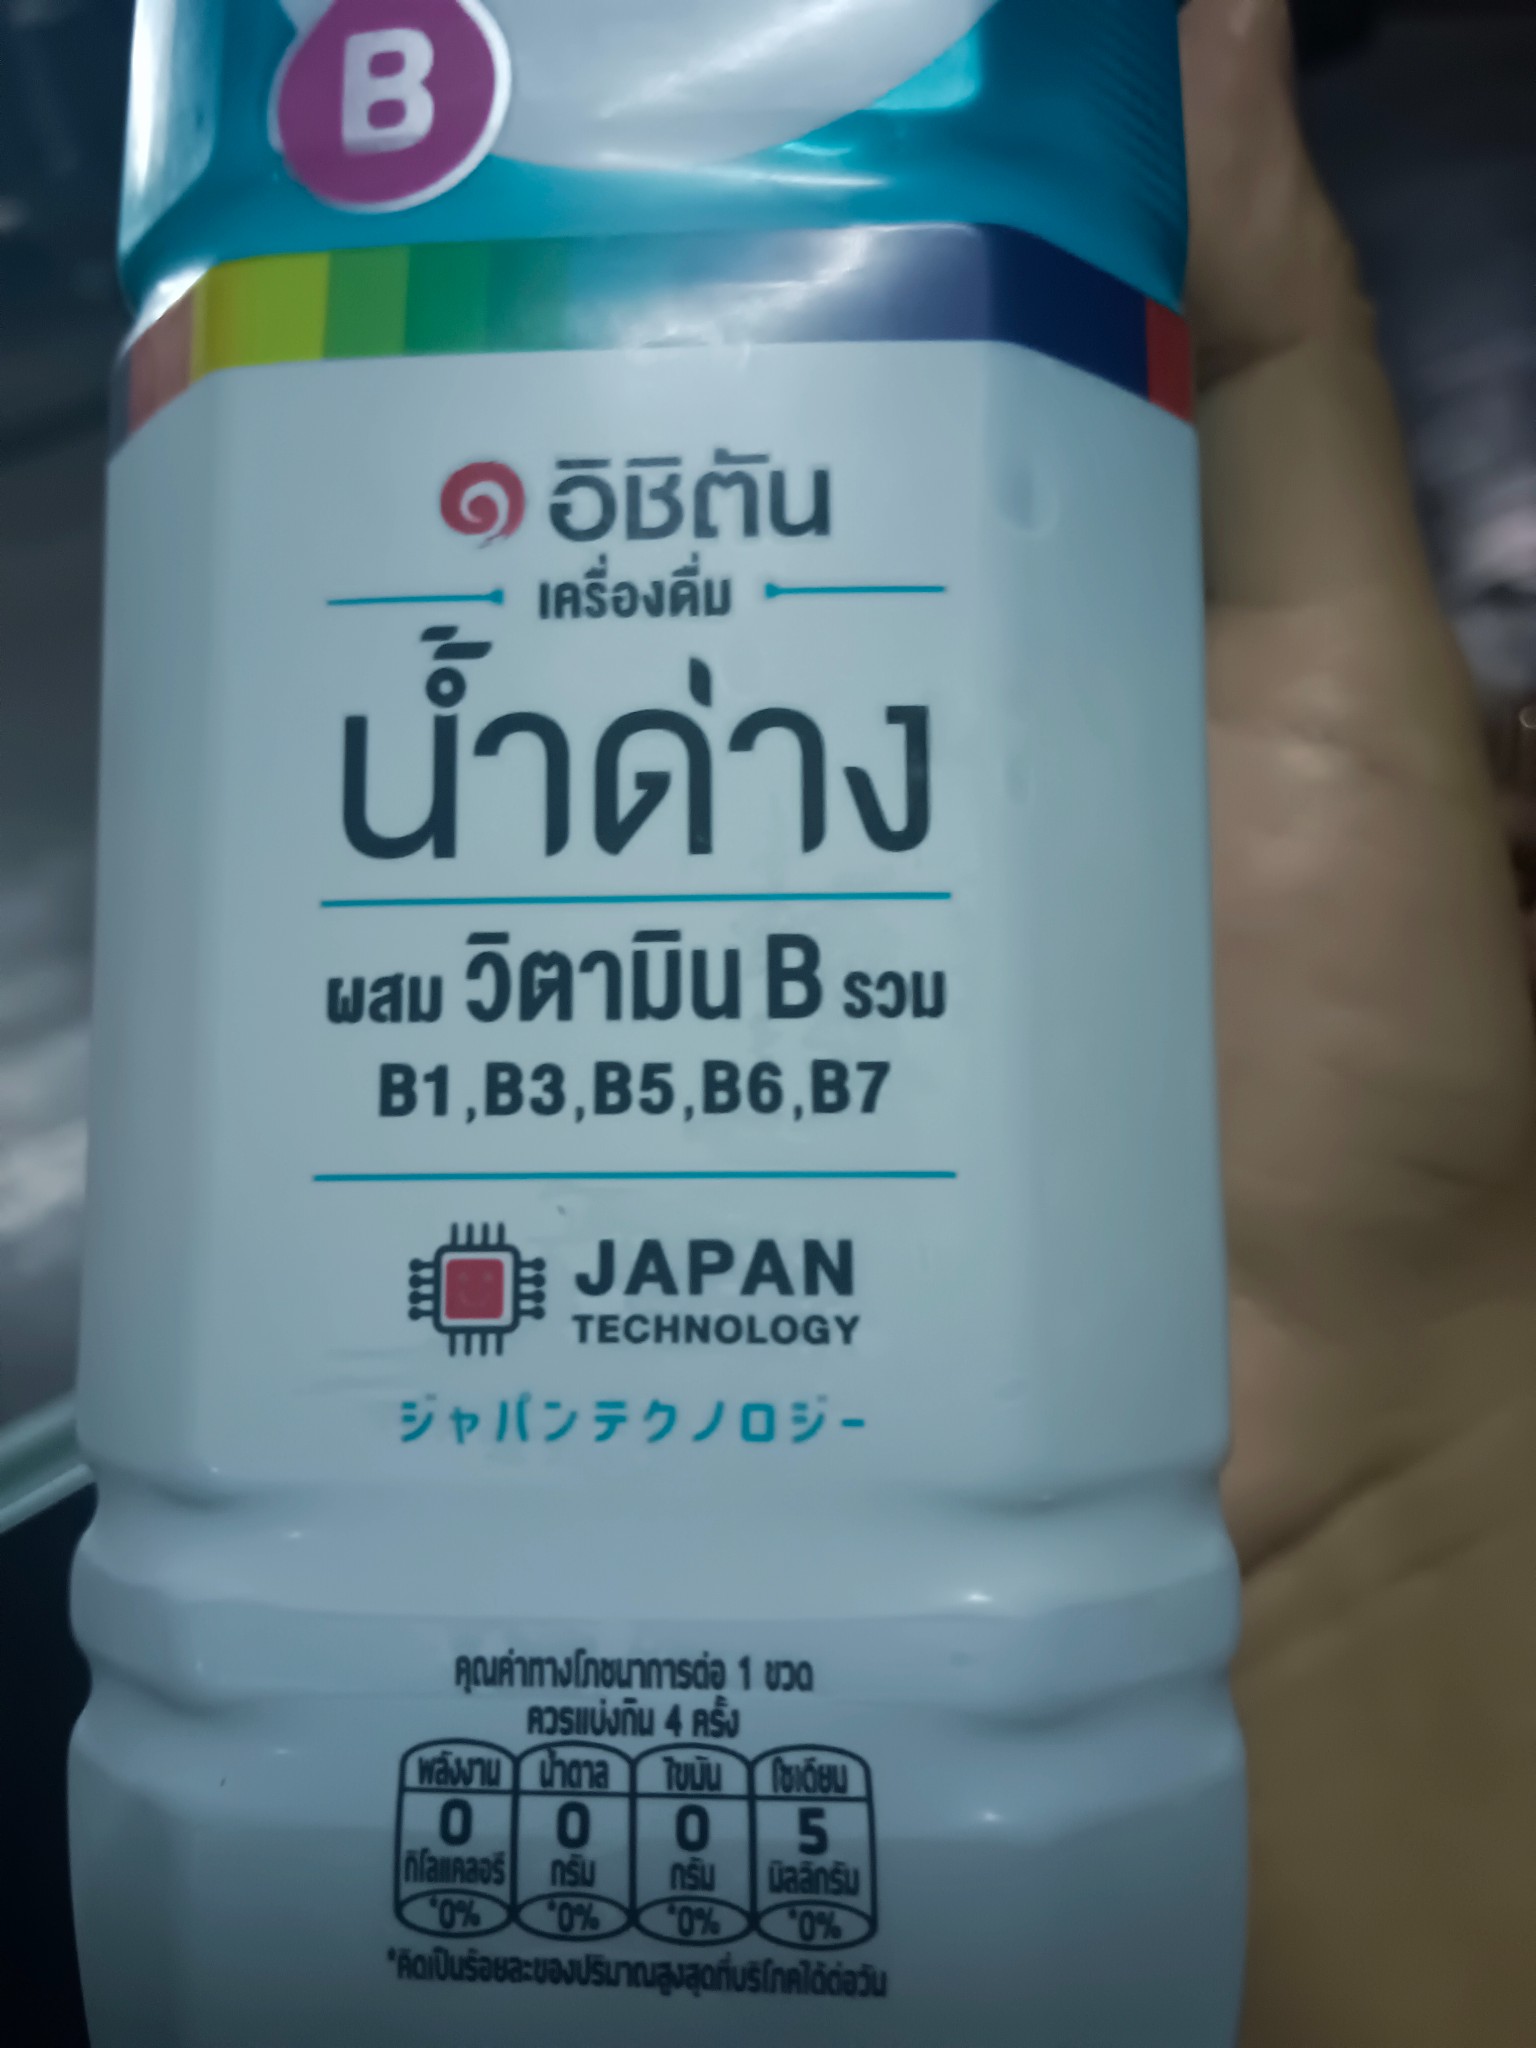 B
อิชิตัน
เครื่องดื่ม
น้ำด่าง
ผสม วิตามิน B รวม
B1,B3,B5,B6,B7
JAPAN
TECHNOLOGY
ジャパンテクノロジー
คุณค่าทางโภชนาการต่อ 1 ขวด
ควรแบ่งกิน 4 ครั้ง
พลังงาน น้ำตาล ไขมัน โซเดียม
0 0 0 5
กิโลแคลอรี กรัม กรัม มิลลิกรัม
*0% *0% *0% *0%
*คิดเป็นร้อยละของปริมาณสูงสุดที่บริโภคได้ต่อวัน